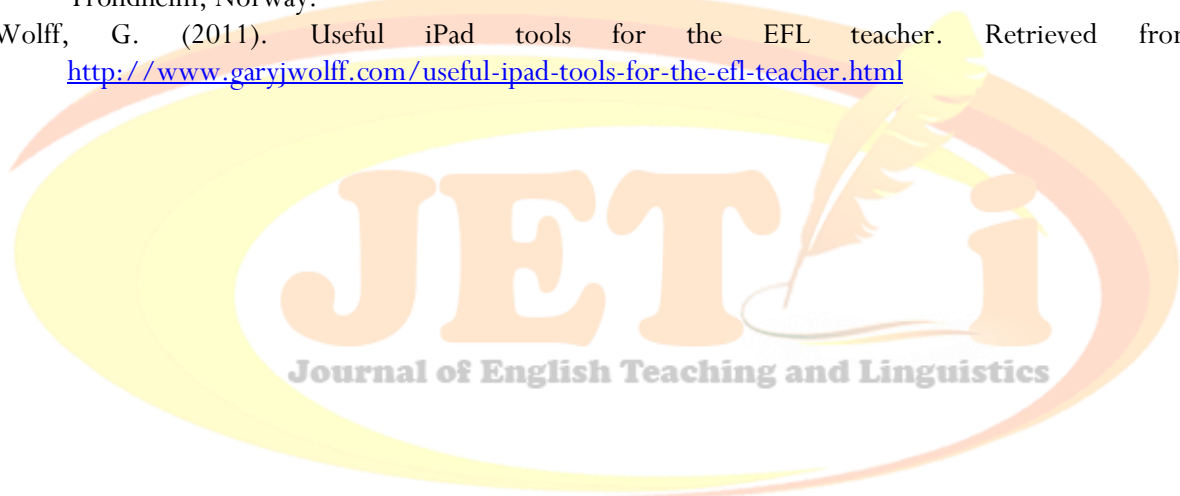 Trondheim, Norway.
Wolff, G. (2011). Useful iPad tools for the EFL teacher. Retrieved from
http://www.garyjwolff.com/useful-ipad-tools-for-the-efl-teacher.html
JETLi
Journal of English Teaching and Linguistics